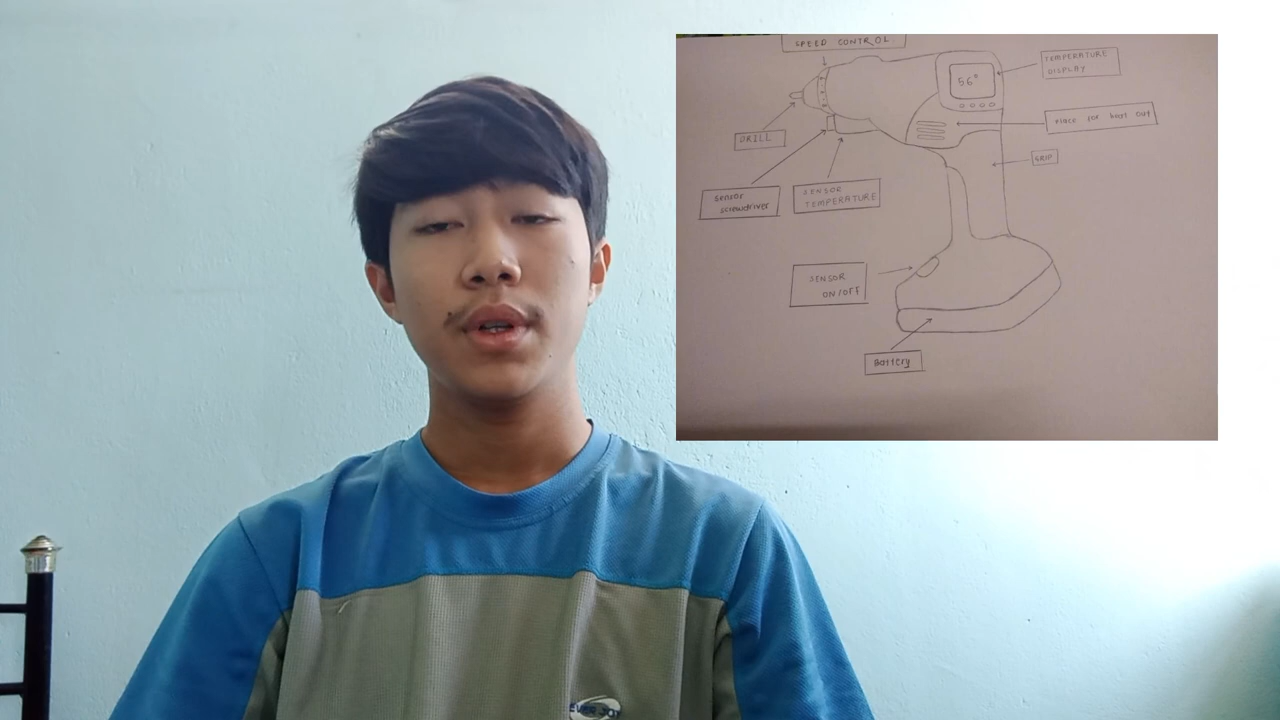 SPEED CONTROL
TEMPERATURE
DISPLAY
56°
Place for heat out
DRILL
GRIP
sensor
screwdriver
SENSOR
TEMPERATURE
SENSOR
ON/OFF
Battery